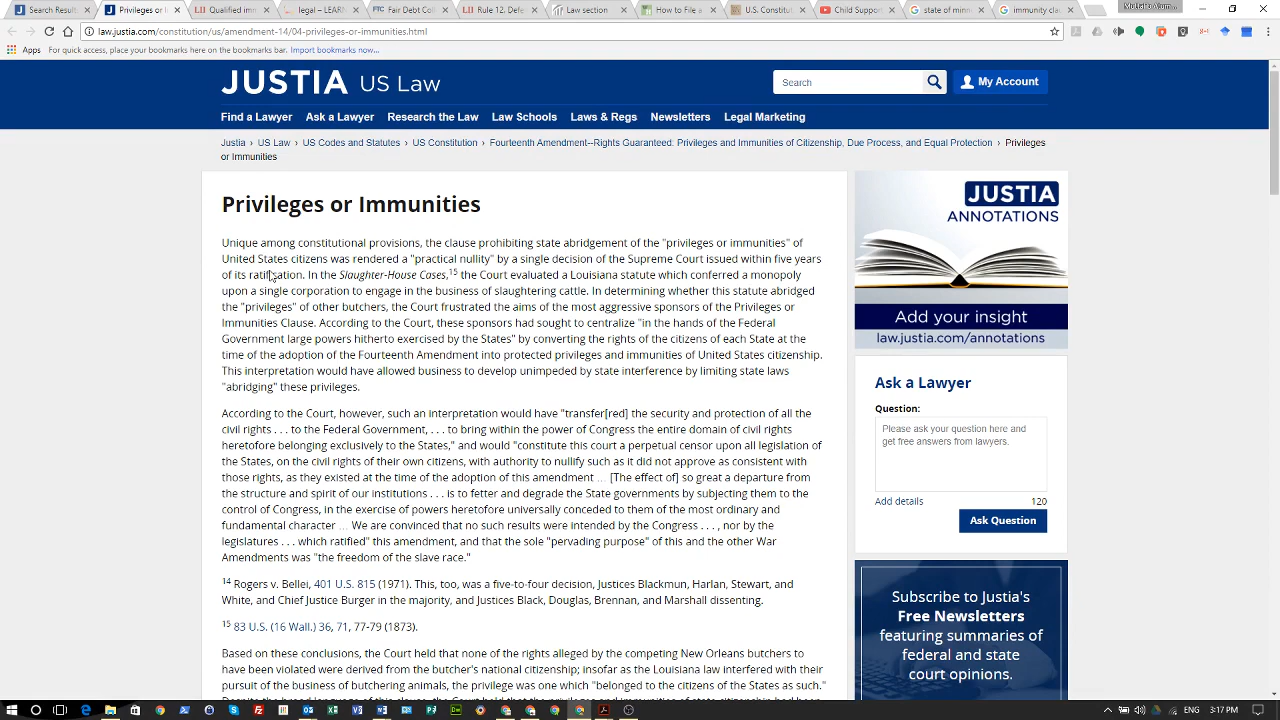 Search Results
Privileges or Im
Qualified immu
legal – LEARN
Fair Debt Coll
Rule 12. Defe
Law section
How to File a
U.S. Constitu
Child Support
state of minn
immunity cla
law.justia.com/constitution/us/amendment-14/04-privileges-or-immunities.html
Apps For quick access, place your bookmarks here on the bookmarks bar. Import bookmarks now...
JUSTIA US Law
Search
My Account
Find a Lawyer Ask a Lawyer Research the Law Law Schools Laws & Regs Newsletters Legal Marketing
Justia › US Law › US Codes and Statutes › US Constitution › Fourteenth Amendment--Rights Guaranteed: Privileges and Immunities of Citizenship, Due Process, and Equal Protection › Privileges
or Immunities
Privileges or Immunities
Unique among constitutional provisions, the clause prohibiting state abridgement of the "privileges or immunities" of
United States citizens was rendered a "practical nullity" by a single decision of the Supreme Court issued within five years
of its ratification. In the Slaughter-House Cases,15 the Court evaluated a Louisiana statute which conferred a monopoly
upon a single corporation to engage in the business of slaughtering cattle. In determining whether this statute abridged
the "privileges" of other butchers, the Court frustrated the aims of the most aggressive sponsors of the Privileges or
Immunities Clause. According to the Court, these sponsors had sought to centralize "in the hands of the Federal
Government large powers hitherto exercised by the States" by converting the rights of the citizens of each State at the
time of the adoption of the Fourteenth Amendment into protected privileges and immunities of United States citizenship.
This interpretation would have allowed business to develop unimpeded by state interference by limiting state laws
"abridging" these privileges.
According to the Court, however, such an interpretation would have "transfer[red] the security and protection of all the
civil rights . . . to the Federal Government, . . . to bring within the power of Congress the entire domain of civil rights
heretofore belonging exclusively to the States," and would "constitute this court a perpetual censor upon all legislation of
the States, on the civil rights of their own citizens, with authority to nullify such as it did not approve as consistent with
those rights, as they existed at the time of the adoption of this amendment ... [The effect of] so great a departure from
the structure and spirit of our institutions . . . is to fetter and degrade the State governments by subjecting them to the
control of Congress, in the exercise of powers heretofore universally conceded to them of the most ordinary and
fundamental character ... We are convinced that no such results were intended by the Congress . . . , nor by the
legislatures . . . which ratified" this amendment, and that the sole "pervading purpose" of this and the other War
Amendments was "the freedom of the slave race."
14 Rogers v. Bellei, 401 U.S. 815 (1971). This, too, was a five-to-four decision, Justices Blackmun, Harlan, Stewart, and
White, and Chief Justice Burger in the majority, and Justices Black, Douglas, Brennan, and Marshall dissenting.
15 83 U.S. (16 Wall.) 36, 71, 77-79 (1873).
Based on these conclusions, the Court held that none of the rights alleged by the competing New Orleans butchers to
have been violated were derived from the butcher's national citizenship; insofar as the Louisiana law interfered with their
pursuit of the business of butchering animals, the privilege was one which "belonged to the citizens of the States as such."
JUSTIA
ANNOTATIONS
Add your insight
law.justia.com/annotations
Ask a Lawyer
Question:
Please ask your question here and
get free answers from lawyers.
Add details 120
Ask Question
Subscribe to Justia's
Free Newsletters
featuring summaries of
federal and state
court opinions.
ENG 3:17 PM